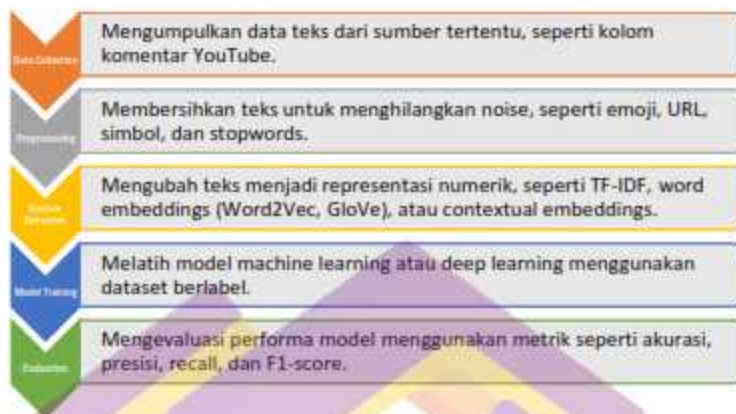 Data Collection
Mengumpulkan data teks dari sumber tertentu, seperti kolom
komentar YouTube.
Preprocessing
Membersihkan teks untuk menghilangkan noise, seperti emoji, URL,
simbol, dan stopwords.
Feature
Extraction
Mengubah teks menjadi representasi numerik, seperti TF-IDF, word
embeddings (Word2Vec, GloVe), atau contextual embeddings.
Model Training
Melatih model machine learning atau deep learning menggunakan
dataset berlabel.
Evaluation
Mengevaluasi performa model menggunakan metrik seperti akurasi,
presisi, recall, dan F1-score.